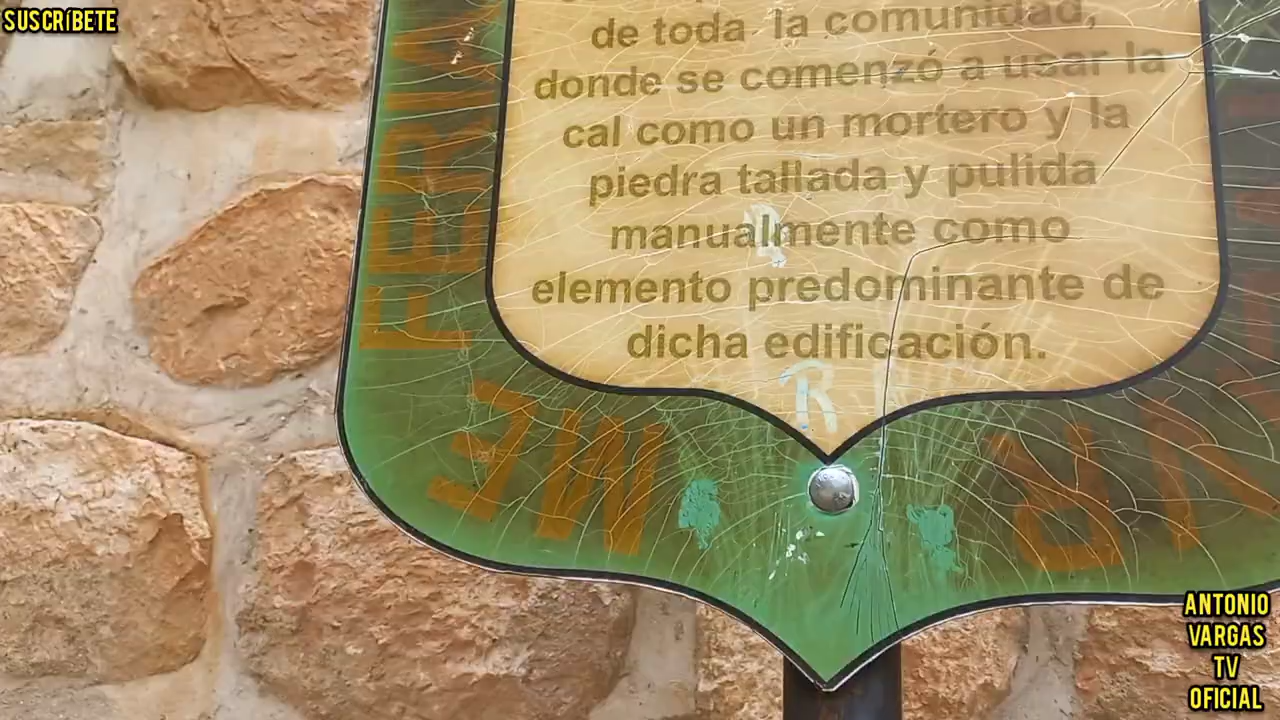 SUSCRÍBETE
de toda la comunidad,
donde se comenzó a usar la
cal como un mortero y la
piedra tallada y pulida
manualmente como
elemento predominante de
dicha edificación.
R
ANTONIO
VARGAS
TV
OFICIAL